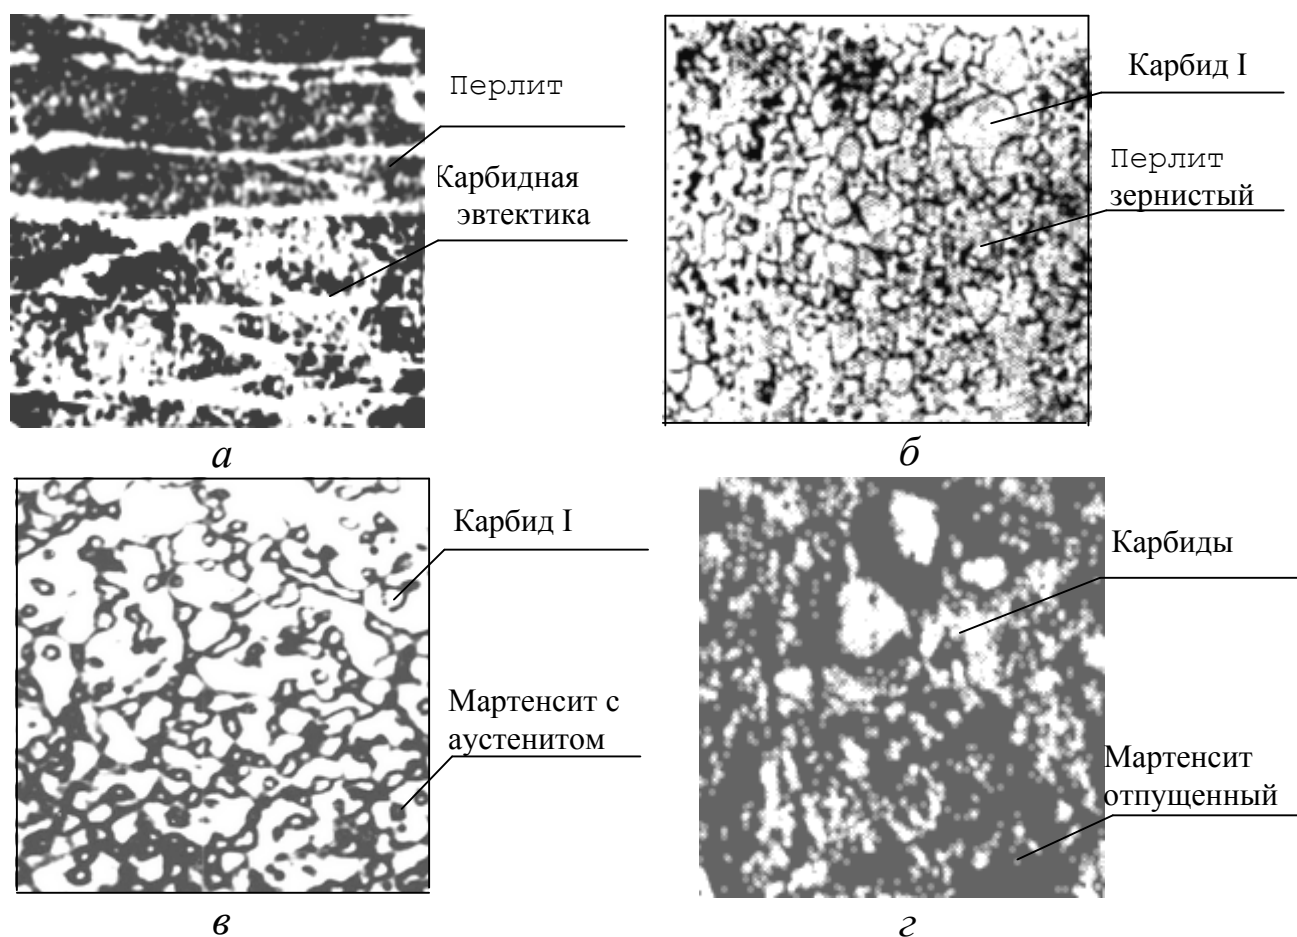 Перлит
Карбидная
эвтектика
а
Карбид I
Перлит
зернистый
б
Карбид I
Мартенсит с
аустенитом
в
Карбиды
Мартенсит
отпущенный
г